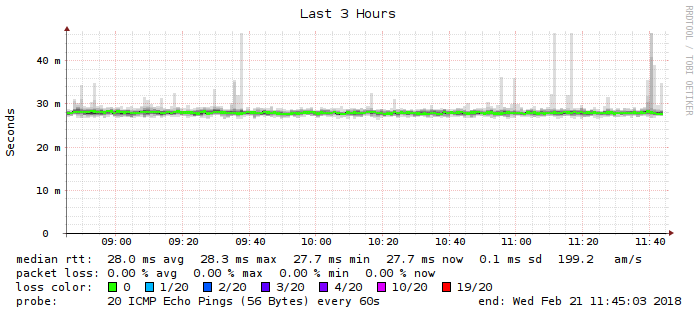 Last 3 Hours
RRDTOOL / TOBI OETIKER
Seconds
40 m
30 m
20 m
10 m
0
09:00 09:20 09:40 10:00 10:20 10:40 11:00 11:20 11:40
median rtt: 28.0 ms avg 28.3 ms max 27.7 ms min 27.7 ms now 0.1 ms sd 199.2 am/s
packet loss: 0.00 % avg 0.00 % max 0.00 % min 0.00 % now
loss color: 0 1/20 2/20 3/20 4/20 10/20 19/20
probe: 20 ICMP Echo Pings (56 Bytes) every 60s end: Wed Feb 21 11:45:03 2018